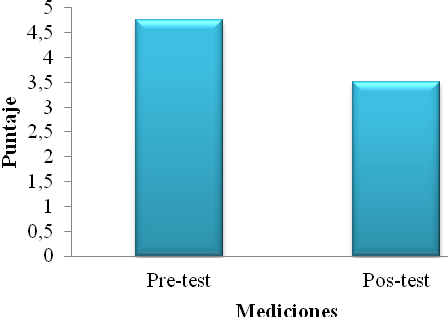 5
4,5
4
3,5
3
2,5
2
1,5
1
0,5
0
Puntaje
Pre-test
Pos-test
Mediciones